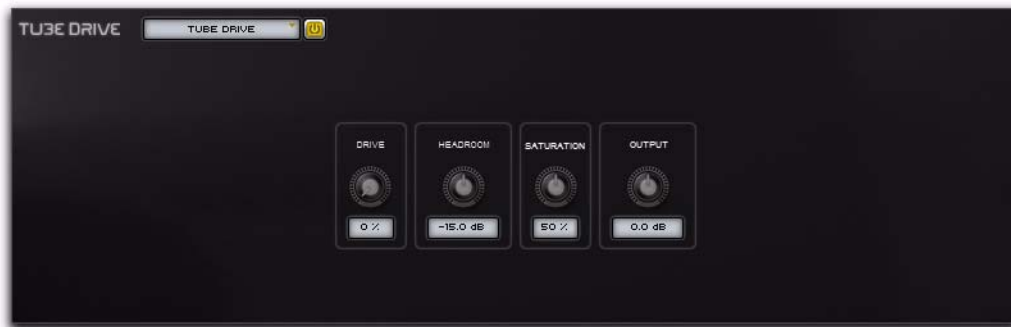 TUBE DRIVE
TUBE DRIVE
DRIVE
HEADROOM
SATURATION
OUTPUT
0 %
-15.0 dB
50 %
0.0 dB